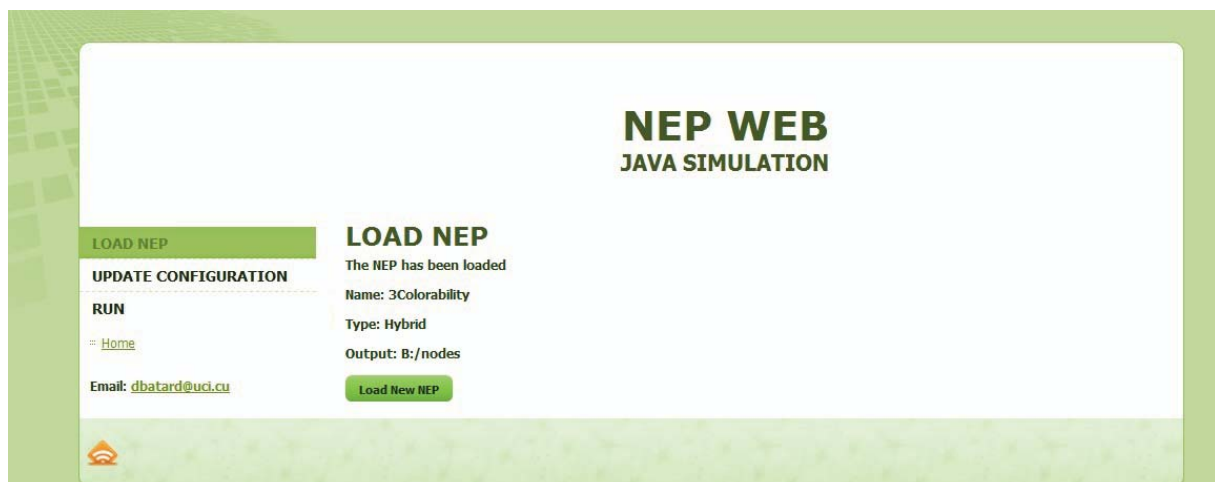 NEP WEB
JAVA SIMULATION
LOAD NEP
UPDATE CONFIGURATION
RUN
Home
Email: dbatard@uci.cu
LOAD NEP
The NEP has been loaded
Name: 3Colorability
Type: Hybrid
Output: B:/nodes
Load New NEP